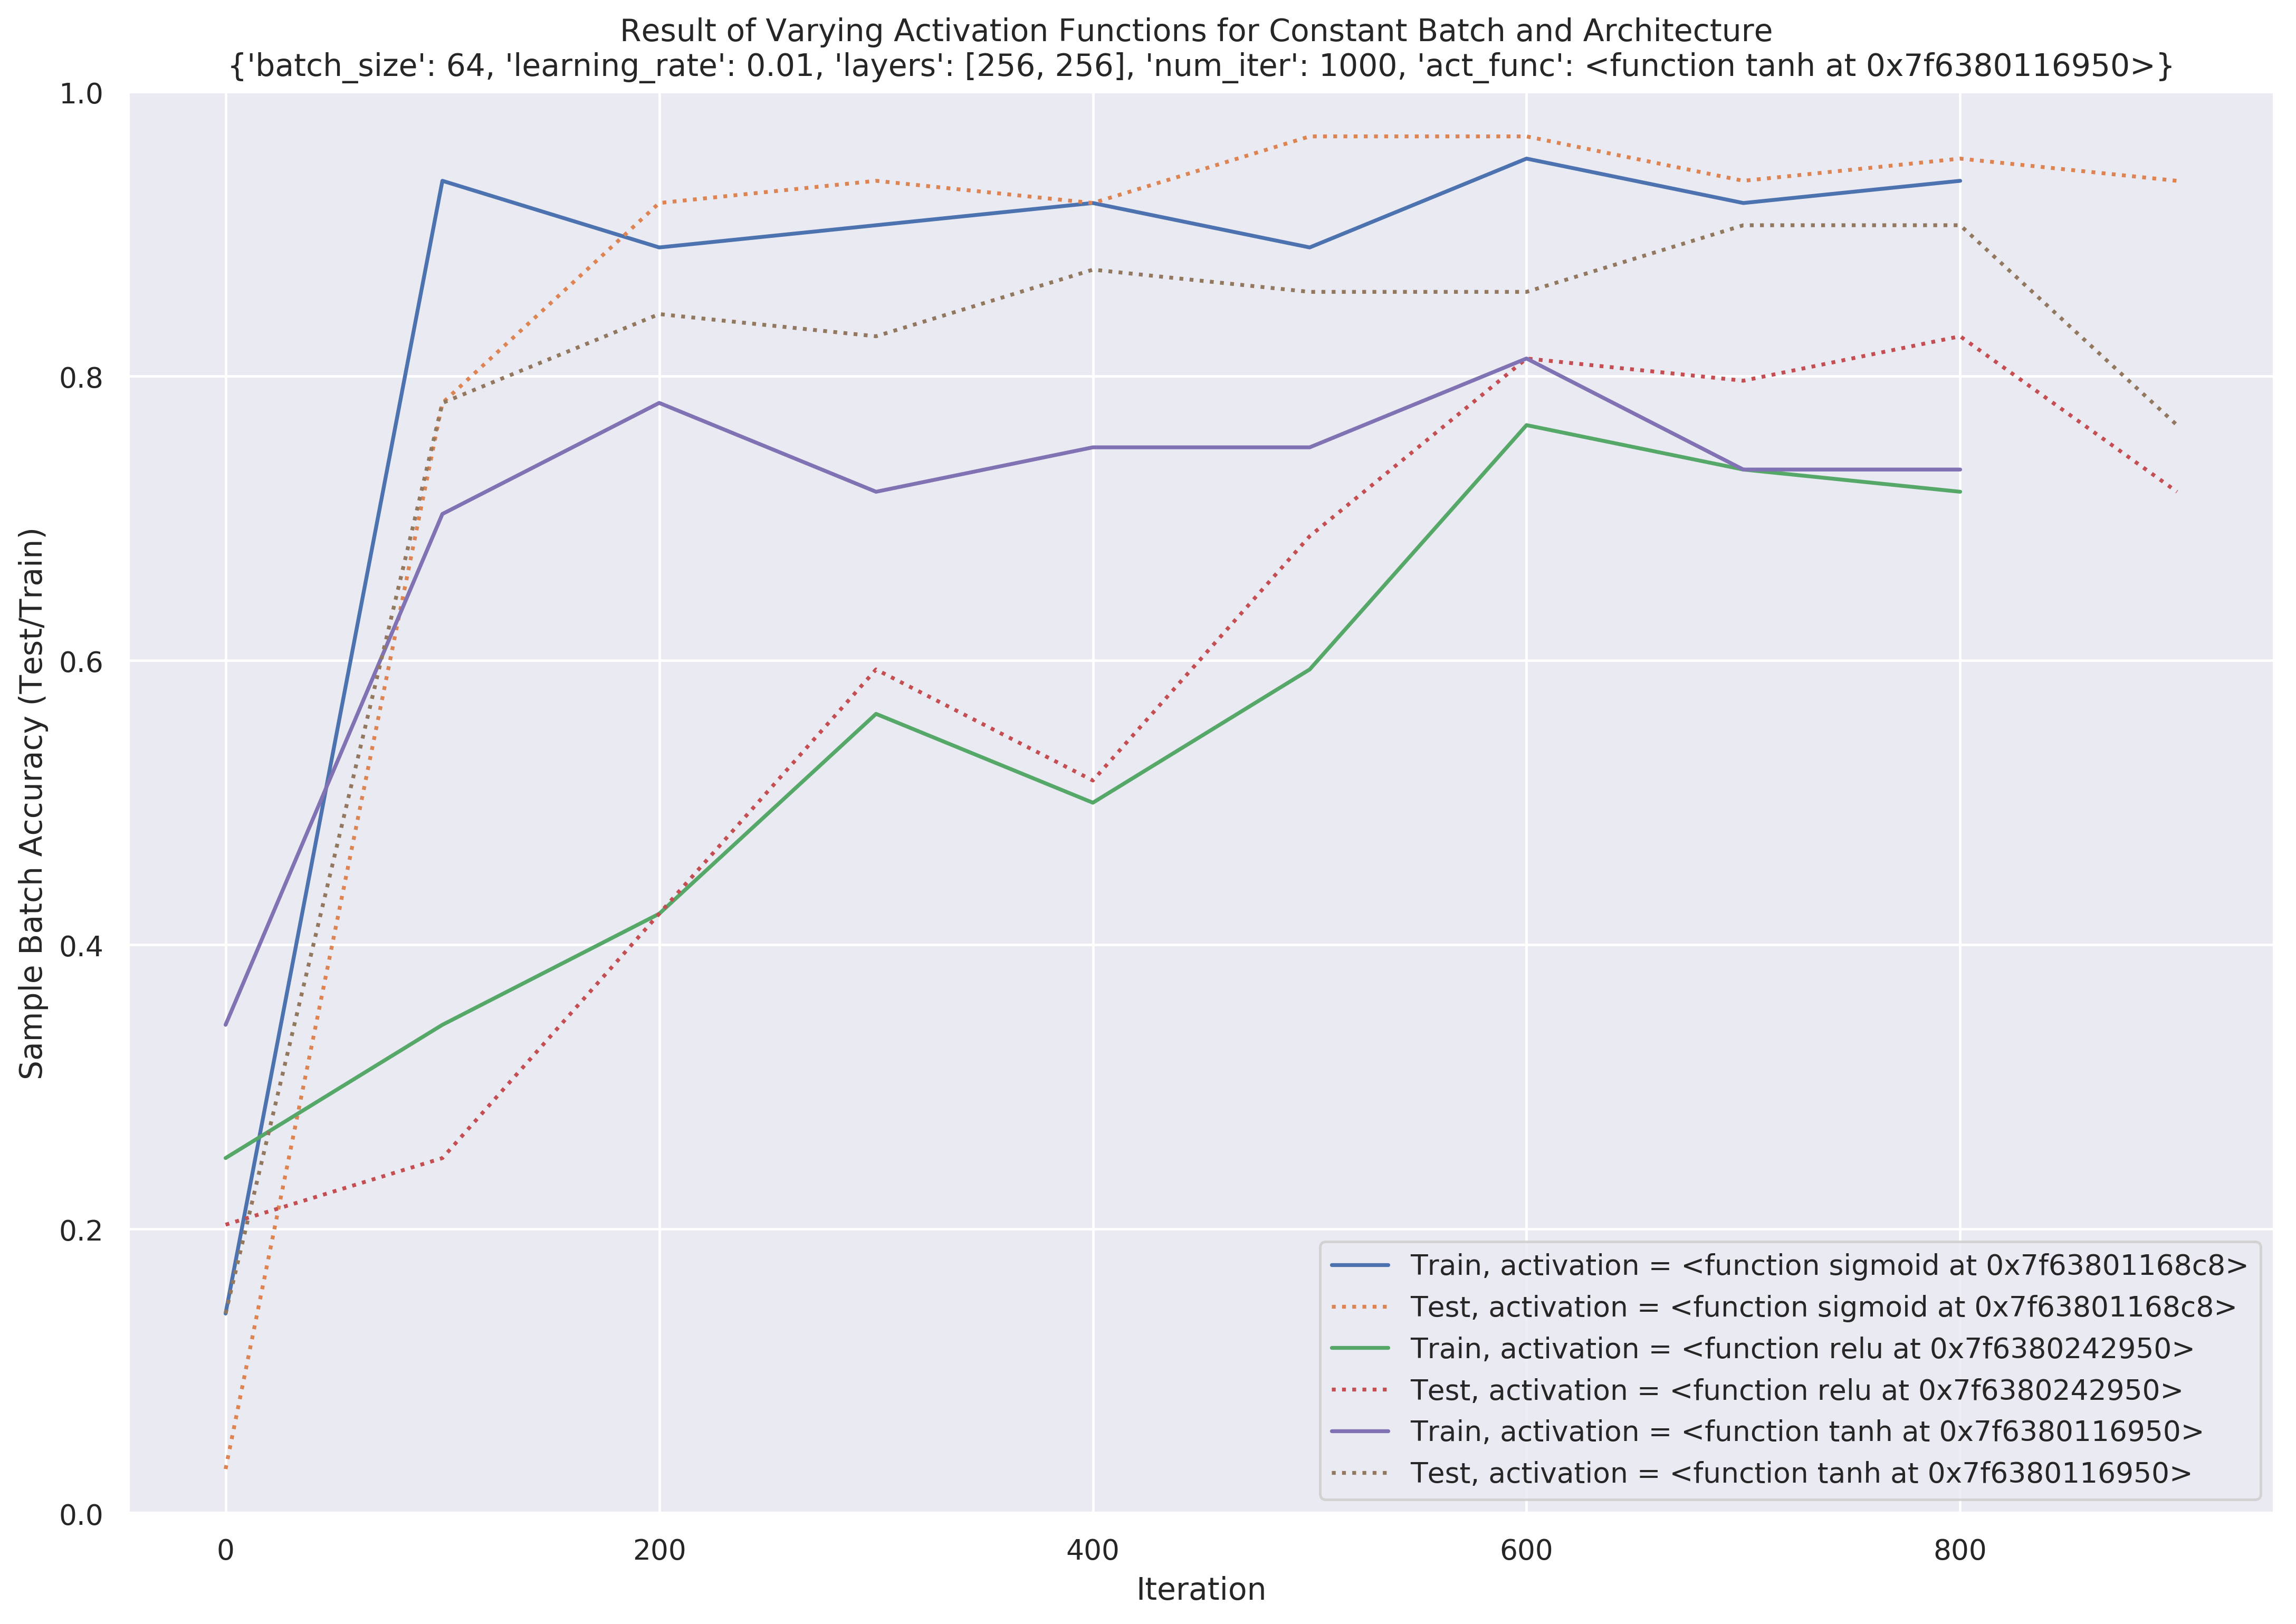 Result of Varying Activation Functions for Constant Batch and Architecture
{'batch_size': 64, 'learning_rate': 0.01, 'layers': [256, 256], 'num_iter': 1000, 'act_func': <function tanh at 0x7f6380116950>}
1.0
0.8
0.6
0.4
0.2
0.0
Sample Batch Accuracy (Test/Train)
Train, activation = <function sigmoid at 0x7f63801168c8>
Test, activation = <function sigmoid at 0x7f63801168c8>
Train, activation = <function relu at 0x7f6380242950>
Test, activation = <function relu at 0x7f6380242950>
Train, activation = <function tanh at 0x7f6380116950>
Test, activation = <function tanh at 0x7f6380116950>
0 200 400 600 800
Iteration